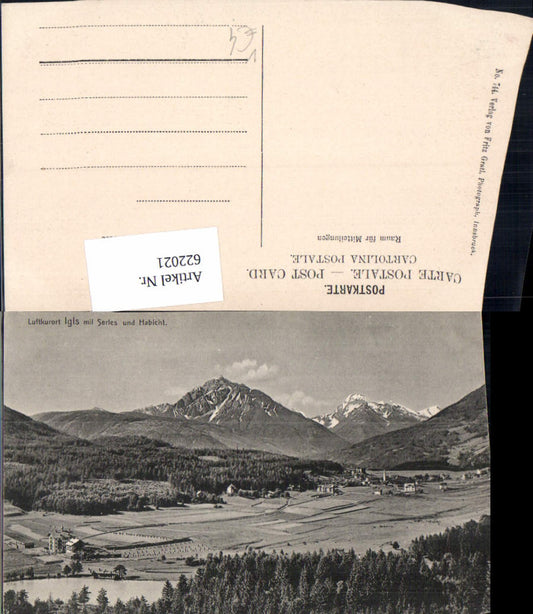 POSTKARTE.
CARTE POSTALE. — POST CARD.
CARTOLINA POSTALE.
Raum für Mitteilungen
No. 744. Verlag von Fritz Gratl, Photograph, Innsbruck.
Artikel Nr.
622021
Luftkurort Igls mit Serles und Habicht.